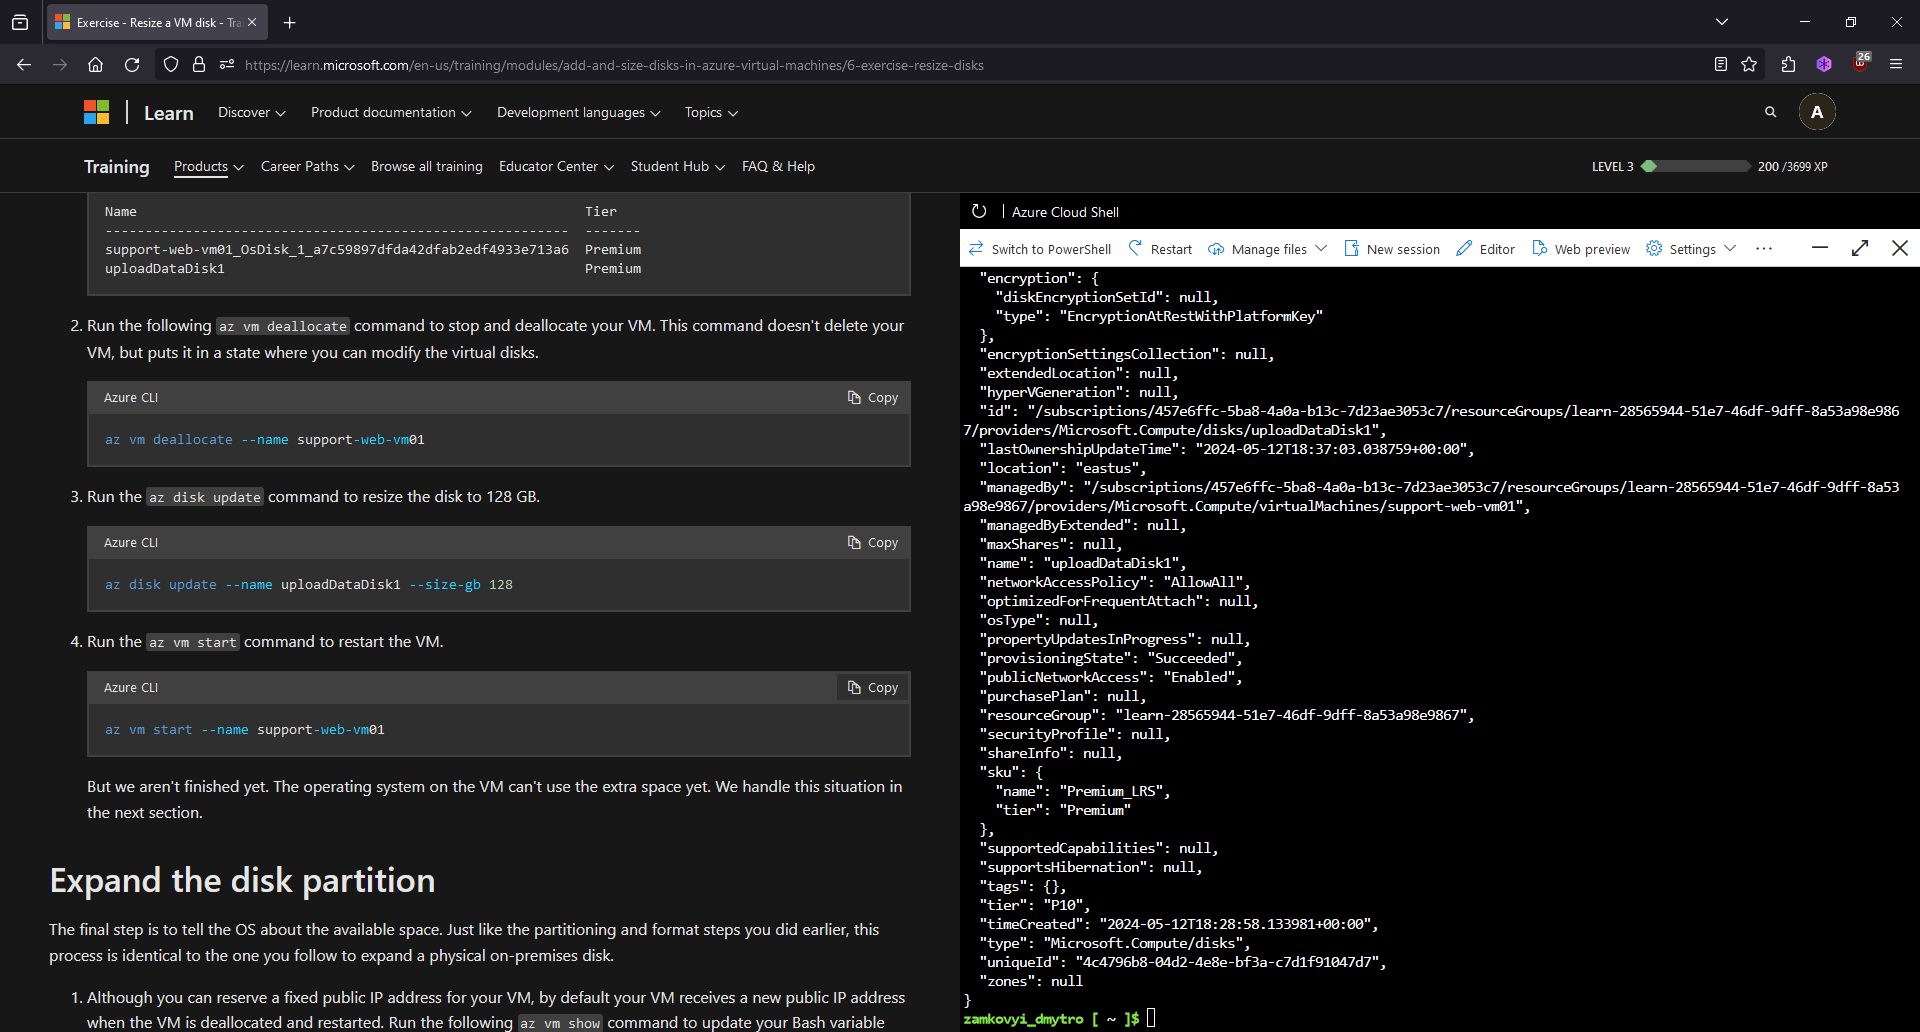 Exercise - Resize a VM disk - Tra
https://learn.microsoft.com/en-us/training/modules/add-and-size-disks-in-azure-virtual-machines/6-exercise-resize-disks
26
Learn
Discover
Product documentation
Development languages
Topics
A
Training
Products
Career Paths
Browse all training
Educator Center
Student Hub
FAQ & Help
LEVEL 3
200 /3699 XP
Name Tier
---------------------------------------------------------- -------
support-web-vm01_OsDisk_1_a7c59897dfda42dfab2edf4933e713a6 Premium
uploadDataDisk1 Premium
2. Run the following az vm deallocate command to stop and deallocate your VM. This command doesn't delete your
VM, but puts it in a state where you can modify the virtual disks.
Azure CLI
Copy
az vm deallocate --name support-web-vm01
3. Run the az disk update command to resize the disk to 128 GB.
Azure CLI
Copy
az disk update --name uploadDataDisk1 --size-gb 128
4. Run the az vm start command to restart the VM.
Azure CLI
Copy
az vm start --name support-web-vm01
But we aren't finished yet. The operating system on the VM can't use the extra space yet. We handle this situation in
the next section.
Expand the disk partition
The final step is to tell the OS about the available space. Just like the partitioning and format steps you did earlier, this
process is identical to the one you follow to expand a physical on-premises disk.
1. Although you can reserve a fixed public IP address for your VM, by default your VM receives a new public IP address
when the VM is deallocated and restarted. Run the following az vm show command to update your Bash variable
Azure Cloud Shell
Switch to PowerShell
Restart
Manage files
New session
Editor
Web preview
Settings
"encryption": {
"diskEncryptionSetId": null,
"type": "EncryptionAtRestWithPlatformKey"
},
"encryptionSettingsCollection": null,
"extendedLocation": null,
"hyperVGeneration": null,
"id": "/subscriptions/457e6ffc-5ba8-4a0a-b13c-7d23ae3053c7/resourceGroups/learn-28565944-51e7-46df-9dff-8a53a98e986
7/providers/Microsoft.Compute/disks/uploadDataDisk1",
"lastOwnershipUpdateTime": "2024-05-12T18:37:03.038759+00:00",
"location": "eastus",
"managedBy": "/subscriptions/457e6ffc-5ba8-4a0a-b13c-7d23ae3053c7/resourceGroups/learn-28565944-51e7-46df-9dff-8a53
a98e9867/providers/Microsoft.Compute/virtualMachines/support-web-vm01",
"managedByExtended": null,
"maxShares": null,
"name": "uploadDataDisk1",
"networkAccessPolicy": "AllowAll",
"optimizedForFrequentAttach": null,
"osType": null,
"propertyUpdatesInProgress": null,
"provisioningState": "Succeeded",
"publicNetworkAccess": "Enabled",
"purchasePlan": null,
"resourceGroup": "learn-28565944-51e7-46df-9dff-8a53a98e9867",
"securityProfile": null,
"shareInfo": null,
"sku": {
"name": "Premium_LRS",
"tier": "Premium"
},
"supportedCapabilities": null,
"supportsHibernation": null,
"tags": {},
"tier": "P10",
"timeCreated": "2024-05-12T18:28:58.133981+00:00",
"type": "Microsoft.Compute/disks",
"uniqueId": "4c4796b8-04d2-4e8e-bf3a-c7d1f91047d7",
"zones": null
}
zamkovyi_dmytro [ ~ ]$